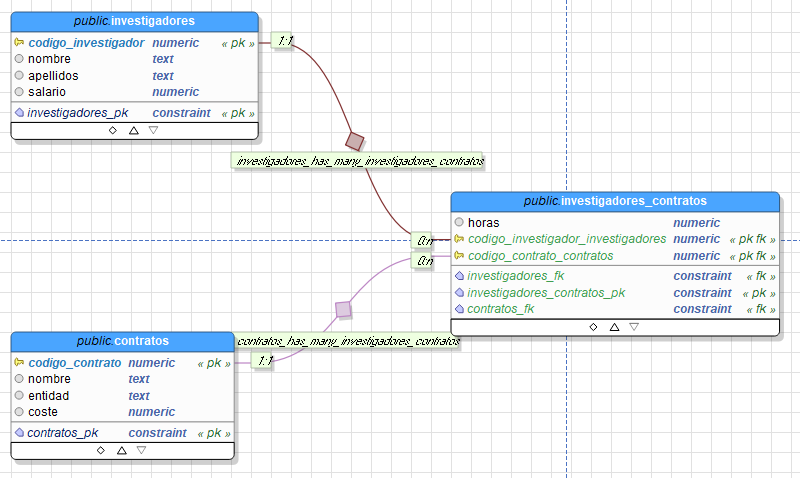 public.investigadores
codigo_investigador numeric « pk »
nombre text
apellidos text
salario numeric
investigadores_pk constraint « pk »
1:1
investigadores_has_many_investigadores_contratos
public.investigadores_contratos
horas numeric
codigo_investigador_investigadores numeric « pk fk »
codigo_contrato_contratos numeric « pk fk »
investigadores_fk constraint « fk »
investigadores_contratos_pk constraint « pk »
contratos_fk constraint « fk »
0:n
0:n
public.contratos
codigo_contrato numeric « pk »
nombre text
entidad text
coste numeric
contratos_pk constraint « pk »
contratos_has_many_investigadores_contratos
1:1